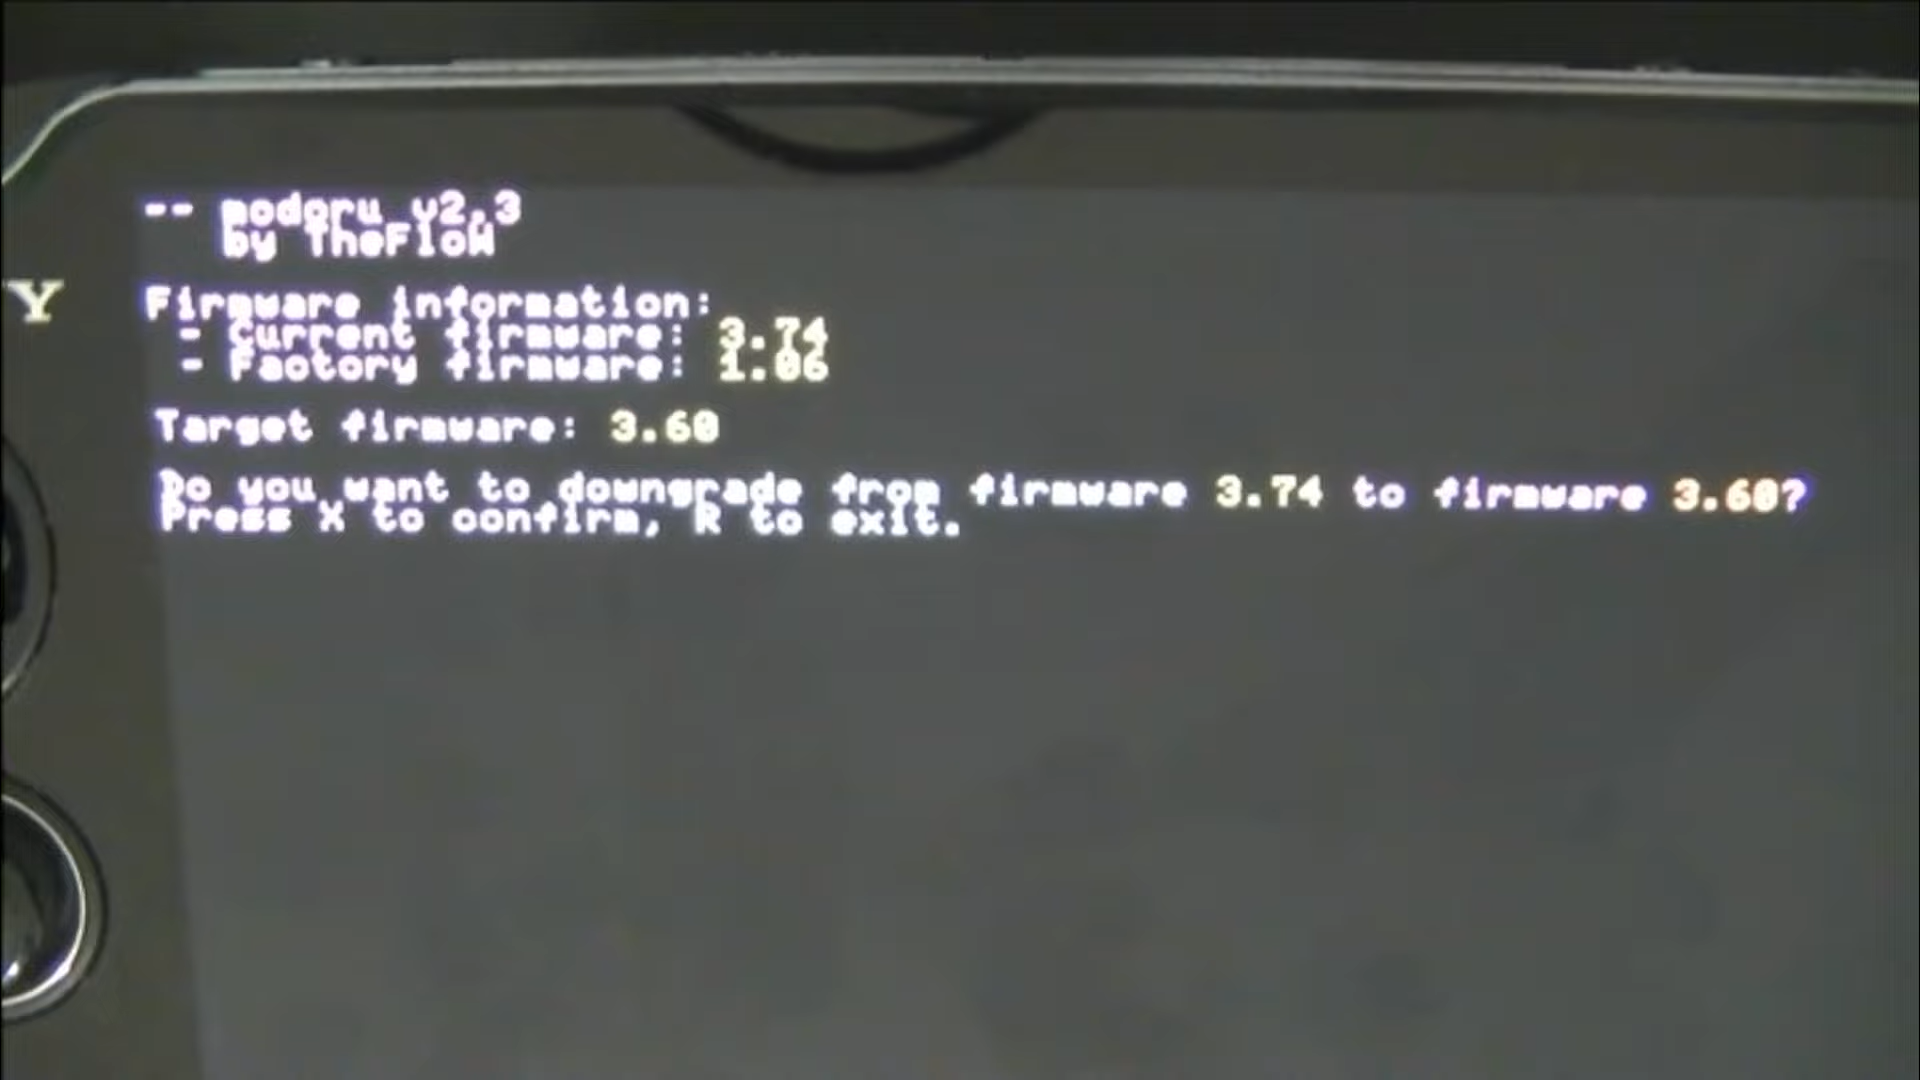 -- modoru v2.3
by TheFloW
Y
Firmware information:
- Current firmware: 3.74
- Factory firmware: 1.06
Target firmware: 3.60
Do you want to downgrade from firmware 3.74 to firmware 3.60?
Press X to confirm, R to exit.